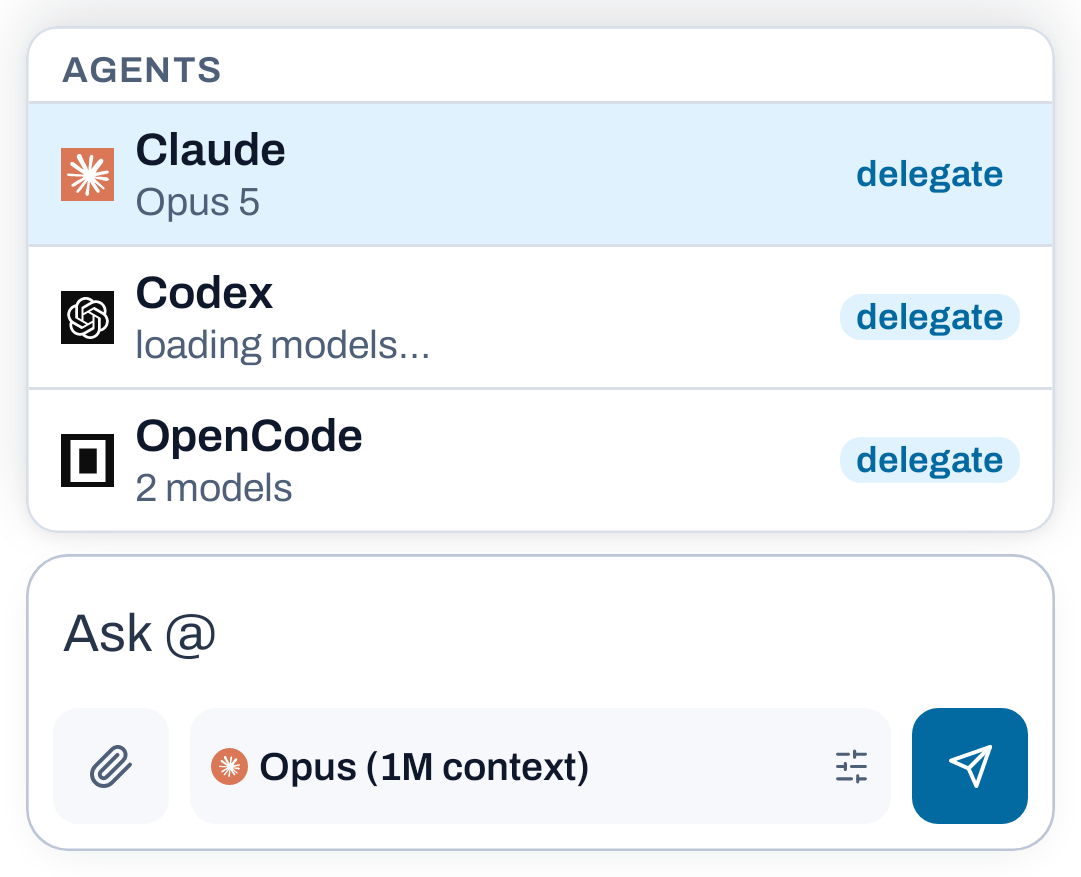 AGENTS
Claude
Opus 5
delegate
Codex
loading models...
delegate
OpenCode
2 models
delegate
Ask @
Opus (1M context)